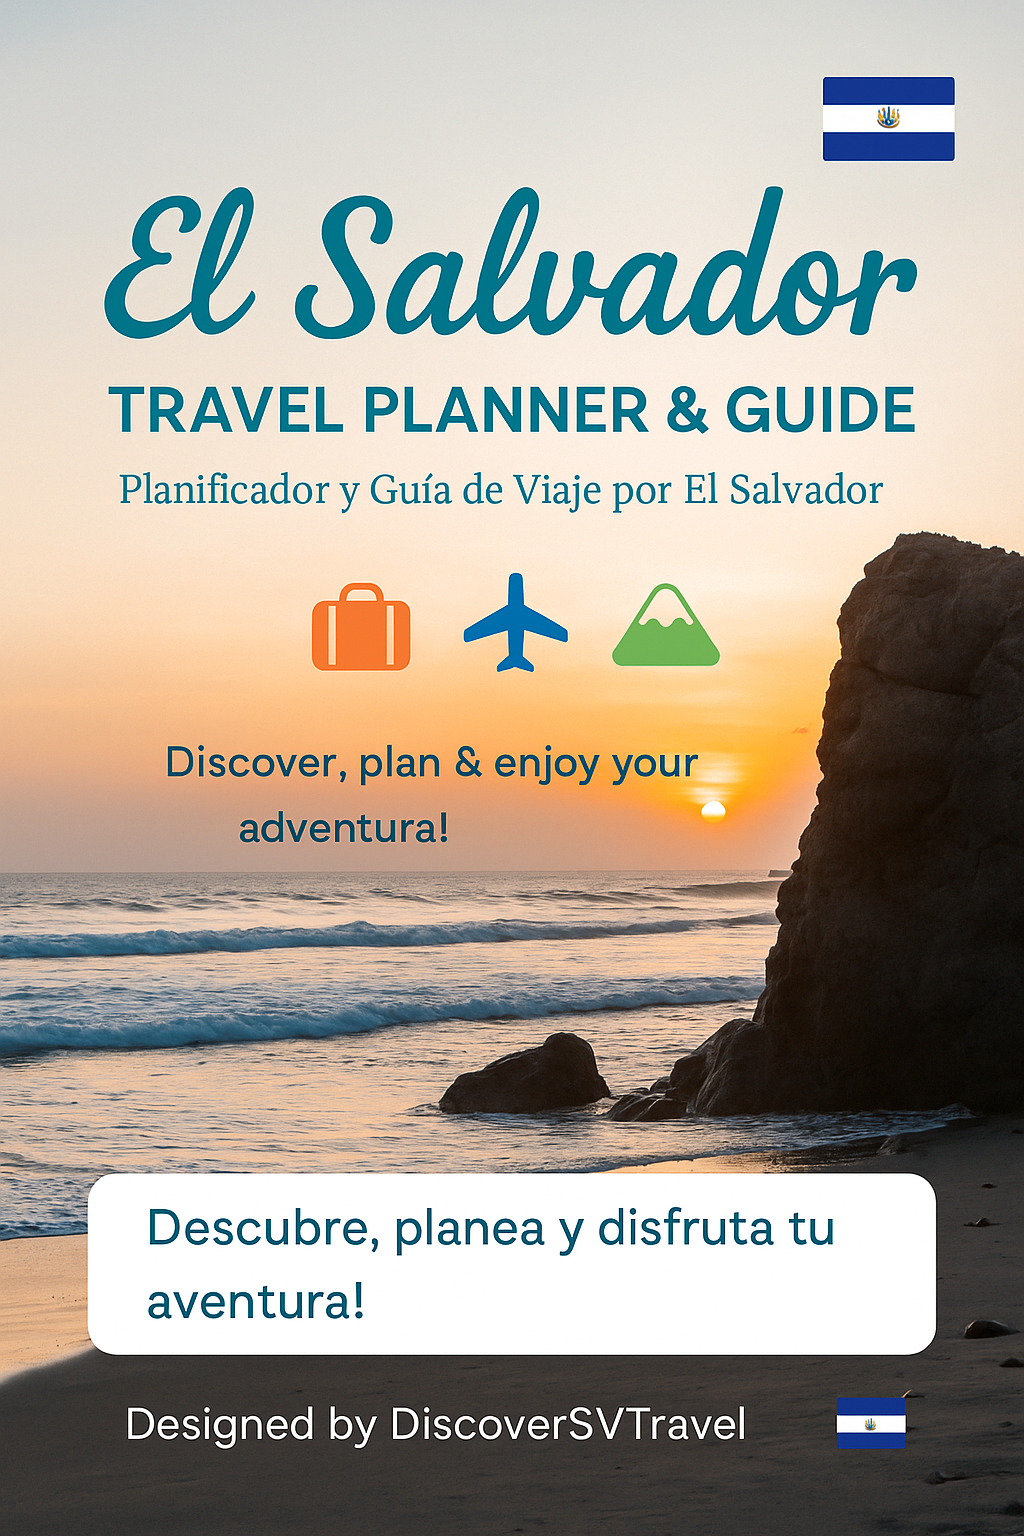 El Salvador
TRAVEL PLANNER & GUIDE
Planificador y Guía de Viaje por El Salvador
Discover, plan & enjoy your
adventura!
Descubre, planea y disfruta tu
aventura!
Designed by DiscoverSVTravel